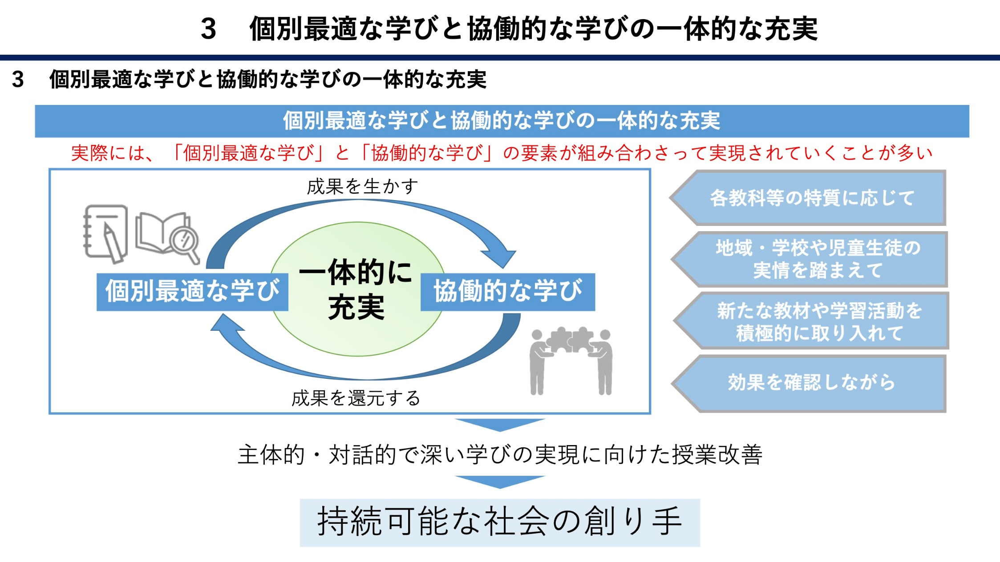 3　個別最適な学びと協働的な学びの一体的な充実
3　個別最適な学びと協働的な学びの一体的な充実
個別最適な学びと協働的な学びの一体的な充実
実際には、「個別最適な学び」と「協働的な学び」の要素が組み合わさって実現されていくことが多い
成果を生かす
個別最適な学び
一体的に
充実
協働的な学び
成果を還元する
各教科等の特質に応じて
地域・学校や児童生徒の
実情を踏まえて
新たな教材や学習活動を
積極的に取り入れて
効果を確認しながら
主体的・対話的で深い学びの実現に向けた授業改善
持続可能な社会の創り手